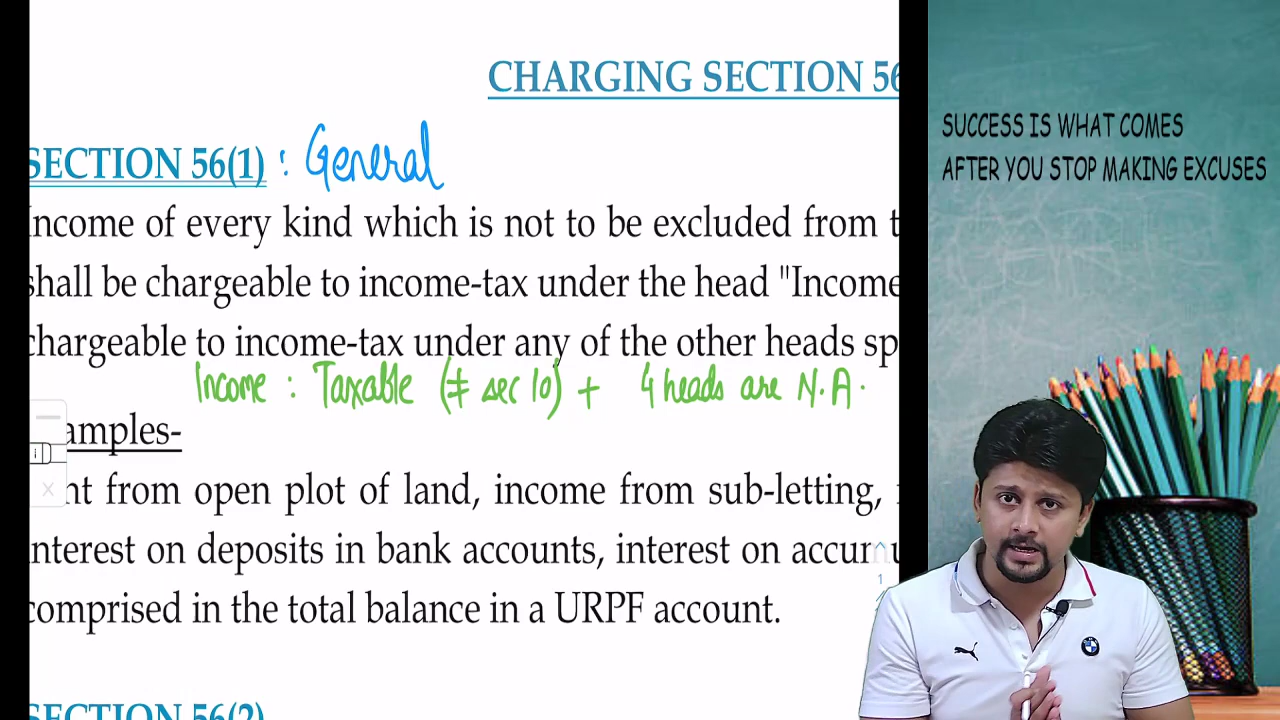 CHARGING SECTION 56
SECTION 56(1) : General
Income of every kind which is not to be excluded from t
shall be chargeable to income-tax under the head "Income
chargeable to income-tax under any of the other heads sp
Income : Taxable (≠ sec 10) + 4 heads are N.A.
amples-
nt from open plot of land, income from sub-letting,
interest on deposits in bank accounts, interest on accumu
comprised in the total balance in a URPF account.
SECTION 56(2)
SUCCESS IS WHAT COMES
AFTER YOU STOP MAKING EXCUSES
1